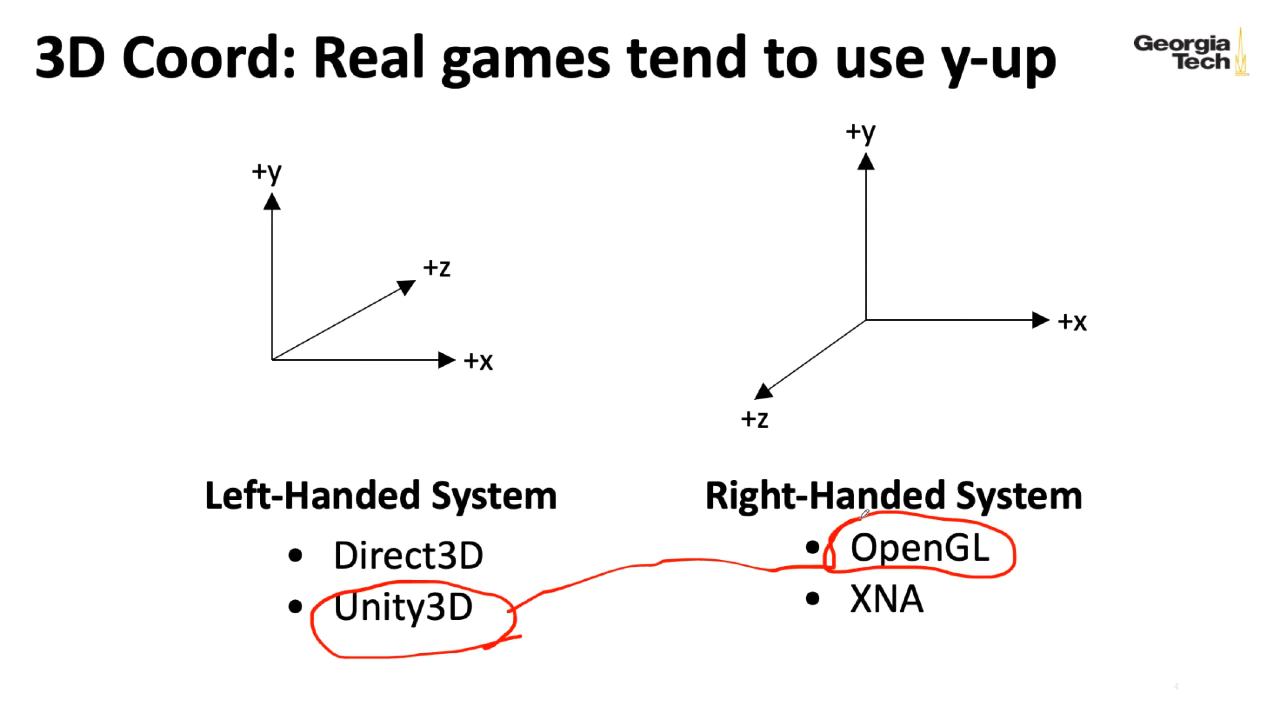 3D Coord: Real games tend to use y-up
Georgia
Tech
+y
+z
+x
+y
+x
+z
Left-Handed System
• Direct3D
• Unity3D
Right-Handed System
• OpenGL
• XNA
4